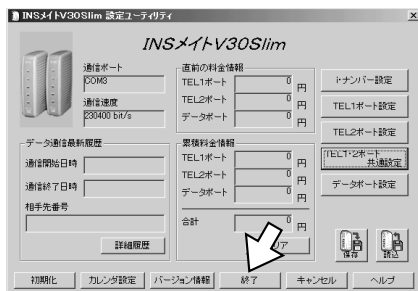 INSメイトV30Slim 設定ユーティリティ
INSメイトV30Slim
通信ポート
COM3
通信速度
230400 bit/s
直前の料金情報
TEL1ポート 0 円
TEL2ポート 0 円
データポート 0 円
i・ナンバー設定
TEL1ポート設定
TEL2ポート設定
TEL1・2ポート
共通設定
データポート設定
データ通信最新履歴
通信開始日時
通信終了日時
相手先番号
詳細履歴
累積料金情報
TEL1ポート 0 円
TEL2ポート 0 円
データポート 0 円
合計 0 円
リア
保存 読込
初期化 カレンダ設定 バージョン情報 終了 キャンセル ヘルプ